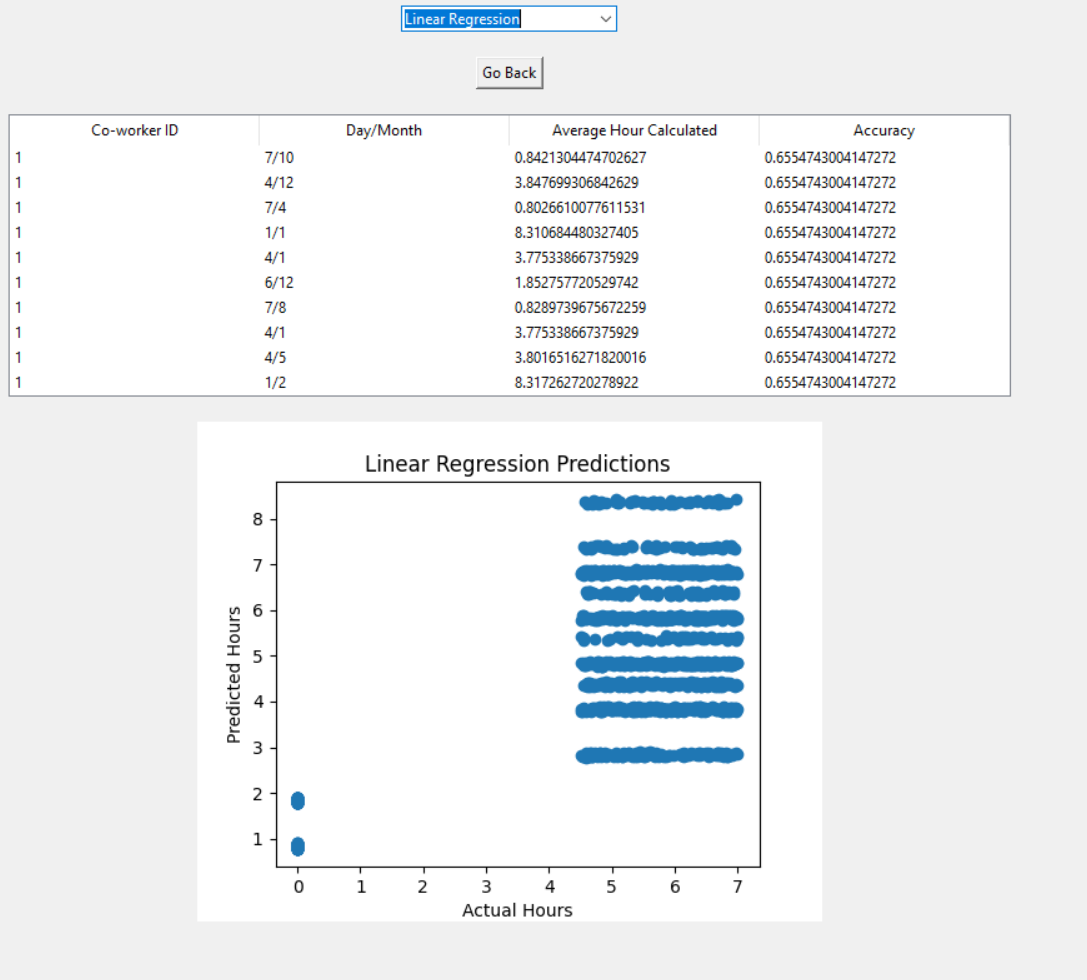 Linear Regression
Go Back
Co-worker ID Day/Month Average Hour Calculated Accuracy
1 7/10 0.8421304474702627 0.6554743004147272
1 4/12 3.847699306842629 0.6554743004147272
1 7/4 0.8026610077611531 0.6554743004147272
1 1/1 8.310684480327405 0.6554743004147272
1 4/1 3.775338667375929 0.6554743004147272
1 6/12 1.852757720529742 0.6554743004147272
1 7/8 0.8289739675672259 0.6554743004147272
1 4/1 3.775338667375929 0.6554743004147272
1 4/5 3.8016516271820016 0.6554743004147272
1 1/2 8.317262720278922 0.6554743004147272
Linear Regression Predictions
Predicted Hours
8
7
6
5
4
3
2
1
0 1 2 3 4 5 6 7
Actual Hours